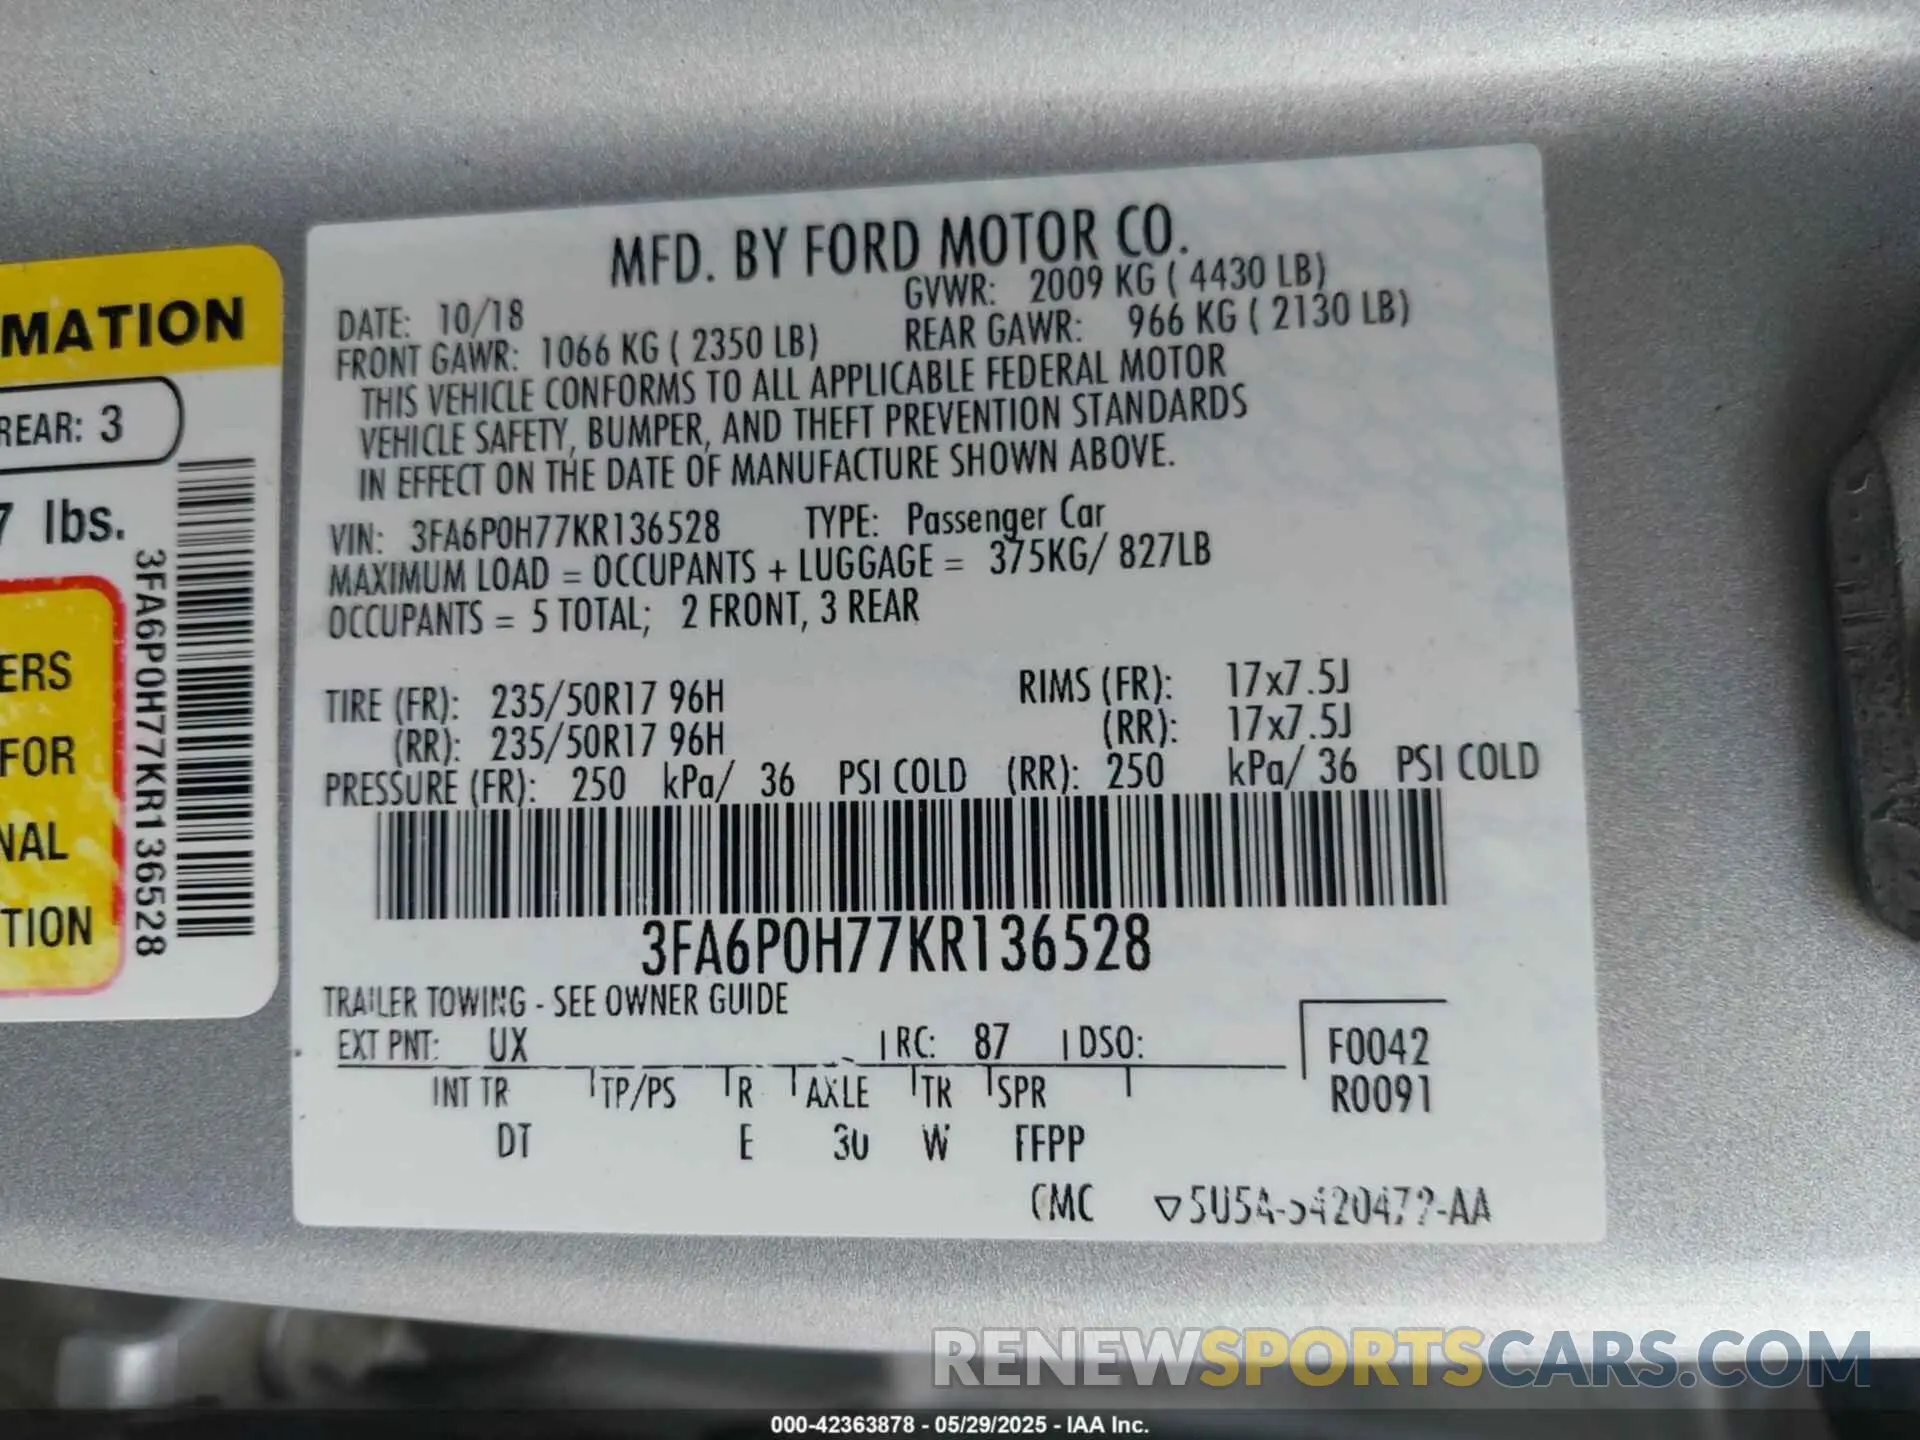 MATION
REAR: 3
7 lbs.
ERS
FOR
NAL
TION
3FA6P0H77KR136528
MFD. BY FORD MOTOR CO.
DATE: 10/18 GVWR: 2009 KG ( 4430 LB)
FRONT GAWR: 1066 KG ( 2350 LB) REAR GAWR: 966 KG ( 2130 LB)
THIS VEHICLE CONFORMS TO ALL APPLICABLE FEDERAL MOTOR
VEHICLE SAFETY, BUMPER, AND THEFT PREVENTION STANDARDS
IN EFFECT ON THE DATE OF MANUFACTURE SHOWN ABOVE.
VIN: 3FA6P0H77KR136528 TYPE: Passenger Car
MAXIMUM LOAD = OCCUPANTS + LUGGAGE = 375KG/ 827LB
OCCUPANTS = 5 TOTAL; 2 FRONT, 3 REAR
TIRE (FR): 235/50R17 96H RIMS (FR): 17x7.5J
(RR): 235/50R17 96H (RR): 17x7.5J
PRESSURE (FR): 250 kPa/ 36 PSI COLD (RR): 250 kPa/ 36 PSI COLD
3FA6P0H77KR136528
TRAILER TOWING - SEE OWNER GUIDE
EXT PNT: UX RC: 87 DSO: F0042
INT TR TP/PS R AXLE TR SPR R0091
DT E 30 W FFPP
CMC 5U5A-5420472-AA
RENEWSPORTSCARS.COM
000-42363878 - 05/29/2025 - IAA Inc.